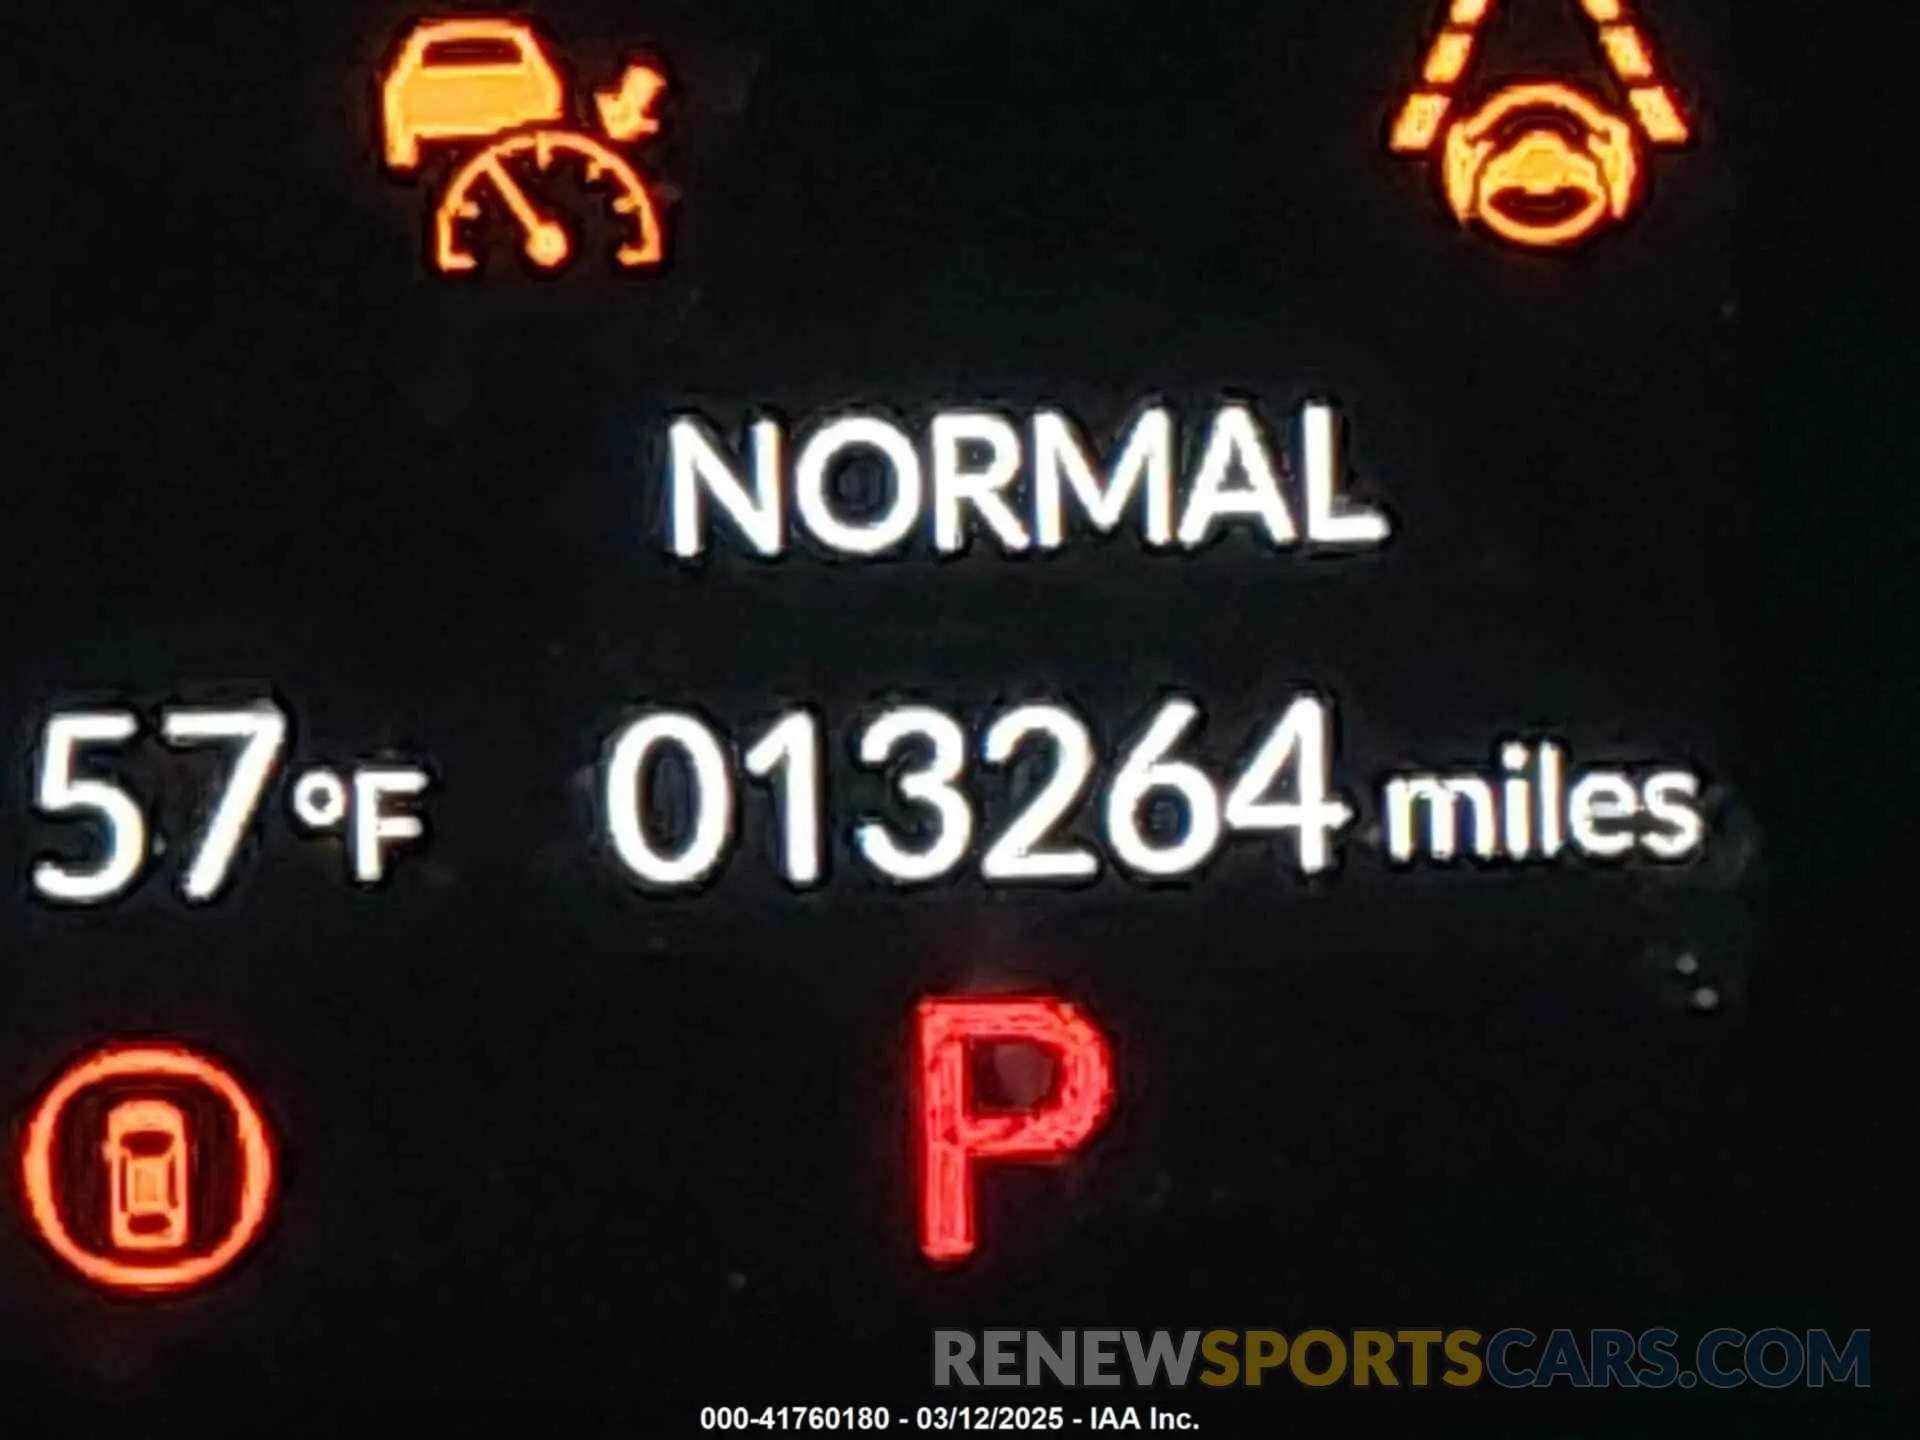 NORMAL
57°F 013264 miles
P
RENEWSPORTSCARS.COM
000-41760180 - 03/12/2025 - IAA Inc.